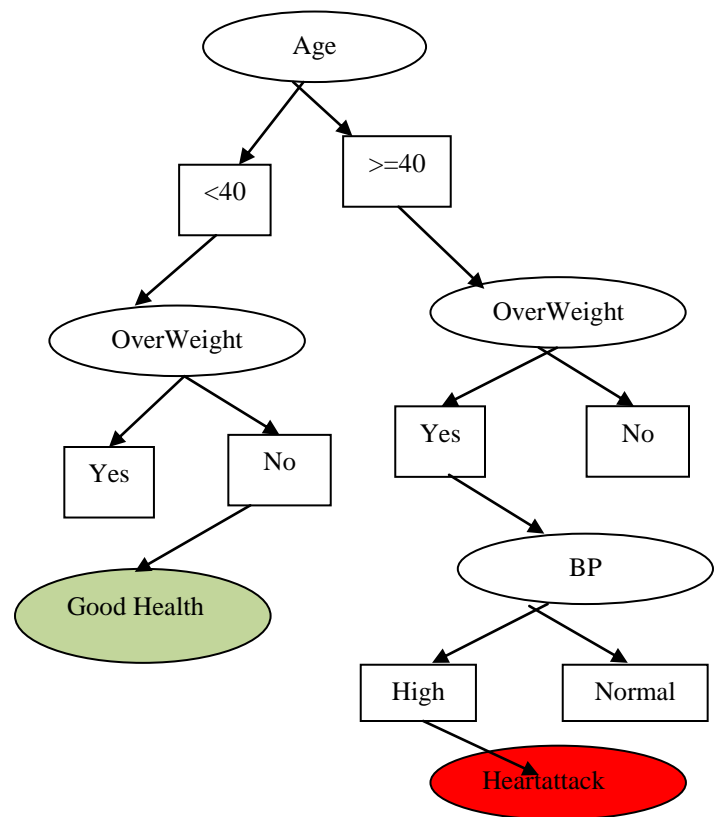 Age
<40
>=40
OverWeight
OverWeight
Yes
No
Yes
No
Good Health
BP
High
Normal
Heartattack